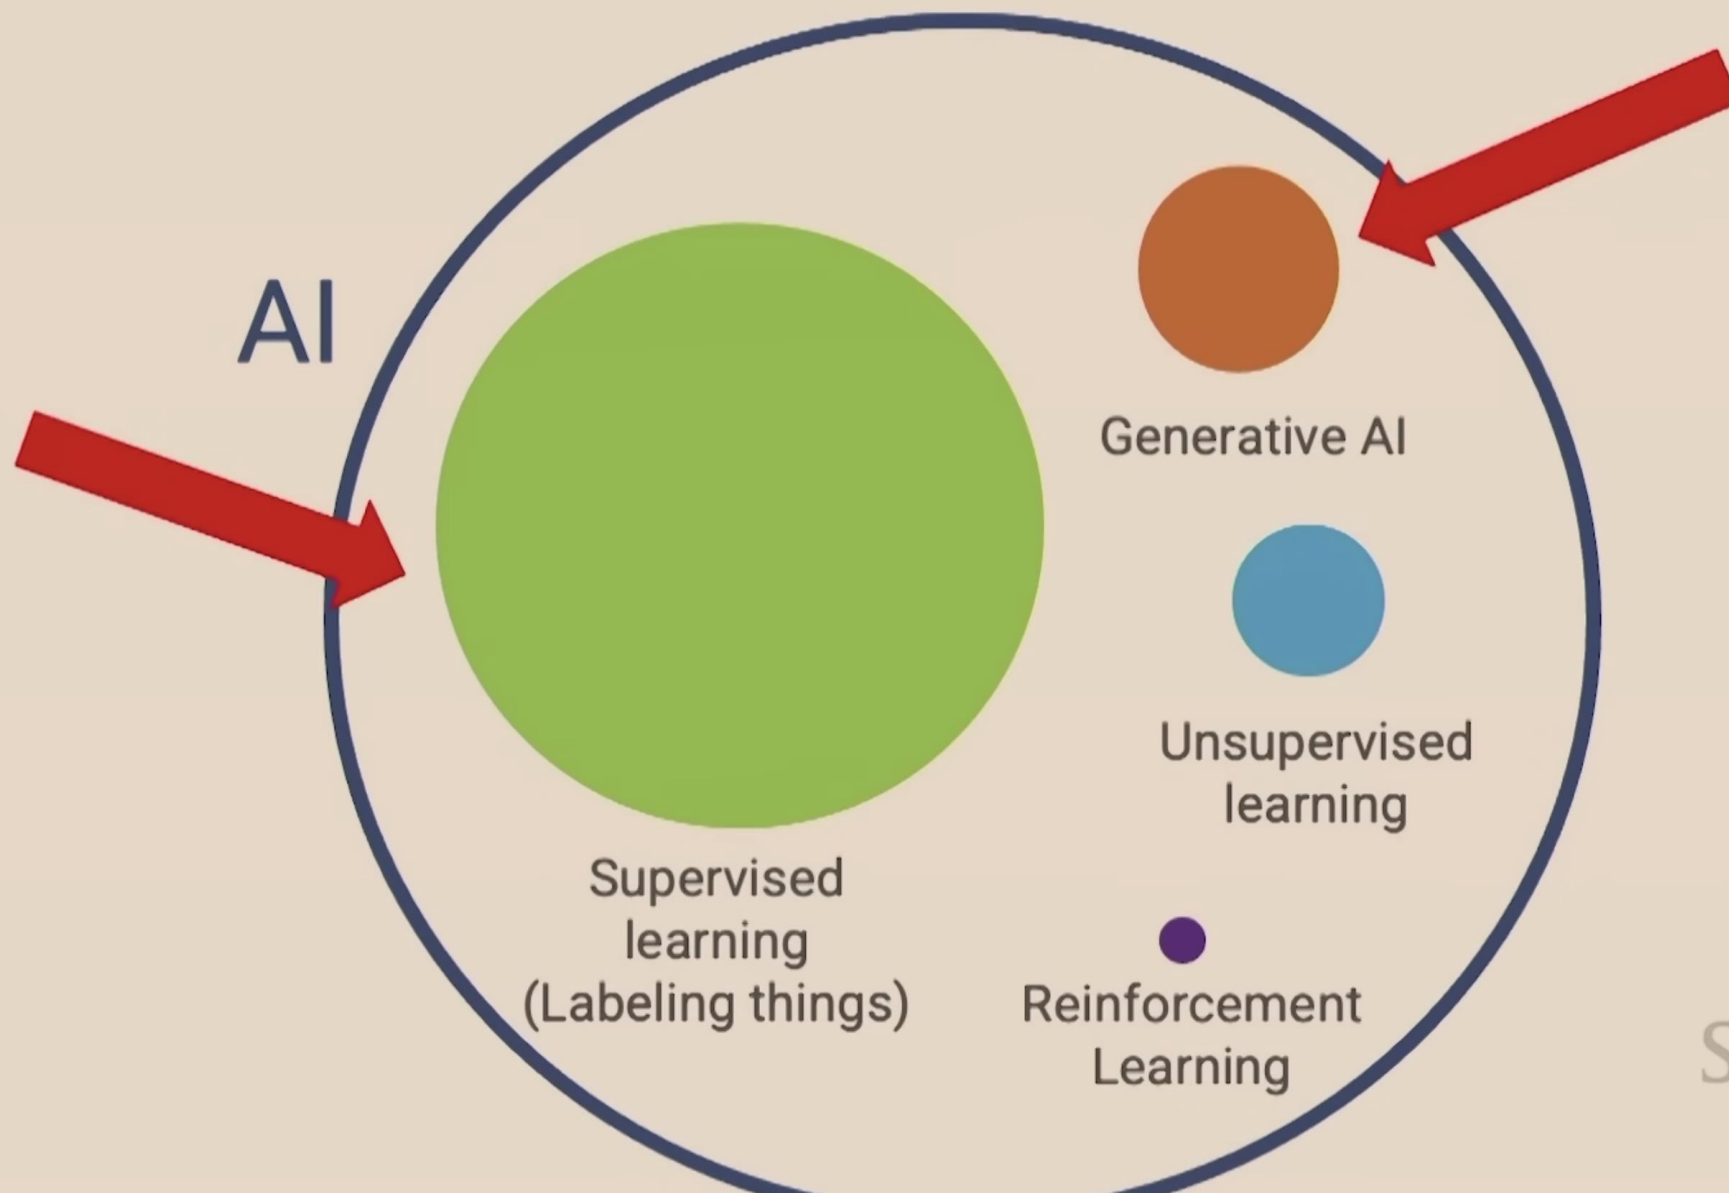 AI
Generative AI
Unsupervised
learning
Supervised
learning
(Labeling things)
Reinforcement
Learning
S